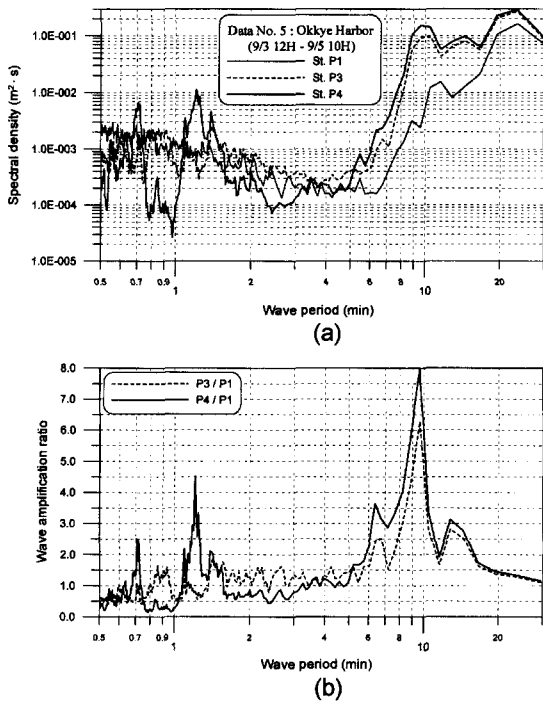 1.0E-001
1.0E-002
1.0E-003
1.0E-004
1.0E-005
Spectral density (m²· s)
Data No. 5 : Okkye Harbor
(9/3 12H - 9/5 10H)
St. P1
St. P3
St. P4
0.5 0.7 0.9 1 2 4 6 8 10 20
Wave period (min)
(a)
8.0
7.0
6.0
5.0
4.0
3.0
2.0
1.0
0.0
Wave amplification ratio
P3 / P1
P4 / P1
0.5 0.6 0.7 0.9 1 2 4 6 8 10 20
Wave period (min)
(b)